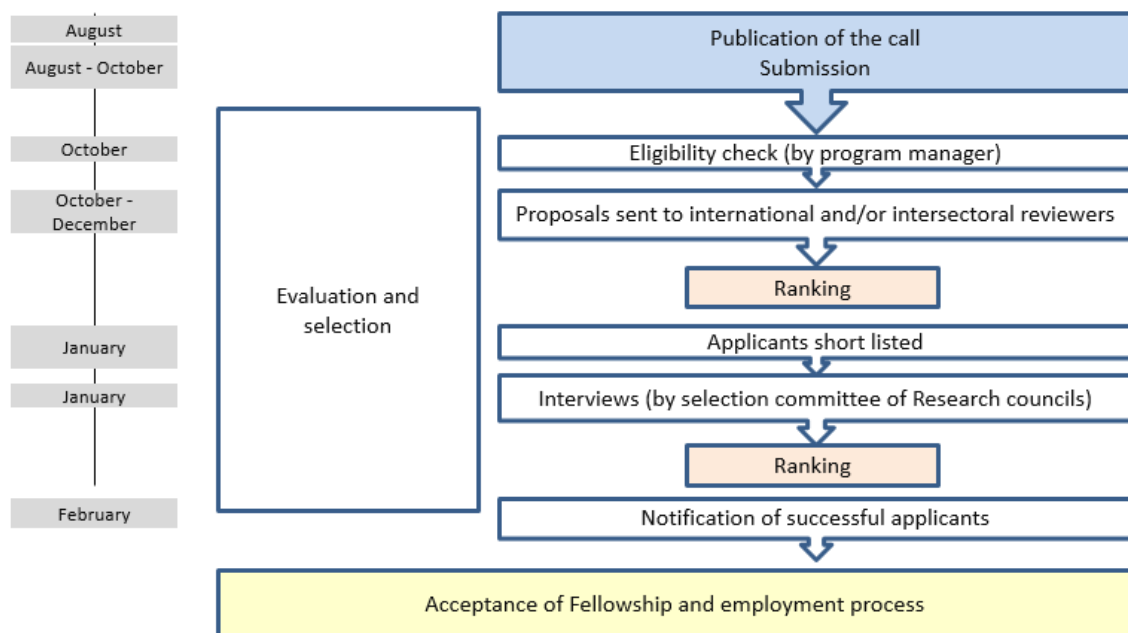 August
August - October
October
October -
December
January
January
February
Evaluation and
selection
Publication of the call
Submission
Eligibility check (by program manager)
Proposals sent to international and/or intersectoral reviewers
Ranking
Applicants short listed
Interviews (by selection committee of Research councils)
Ranking
Notification of successful applicants
Acceptance of Fellowship and employment process